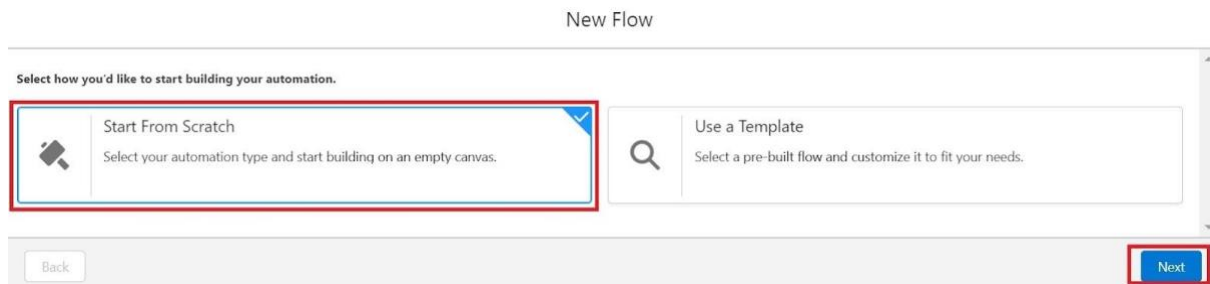 New Flow
Select how you'd like to start building your automation.
Start From Scratch
Select your automation type and start building on an empty canvas.
Use a Template
Select a pre-built flow and customize it to fit your needs.
Back
Next